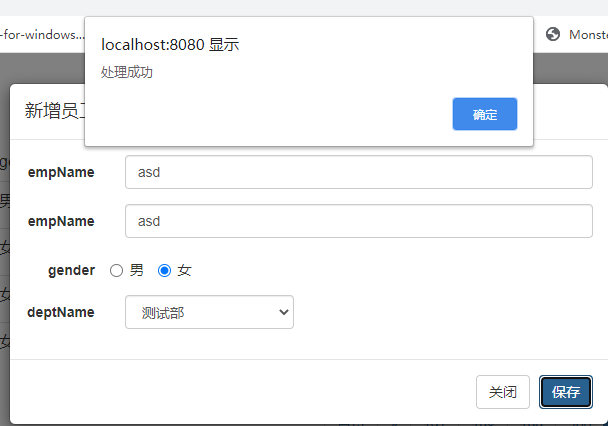 -for-windows...
Monste
localhost:8080 显示
处理成功
确定
新增员
empName
asd
empName
asd
gender
男
女
deptName
测试部
关闭
保存
男
女
女
女